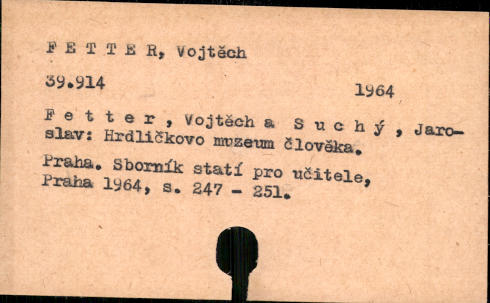 F E T T E R, Vojtěch
39.914 1964
F e t t e r , Vojtěch a S u c h ý , Jaro-
slav: Hrdličkovo muzeum člověka.
Praha. Sborník statí pro učitele,
Praha 1964, s. 247 - 251.